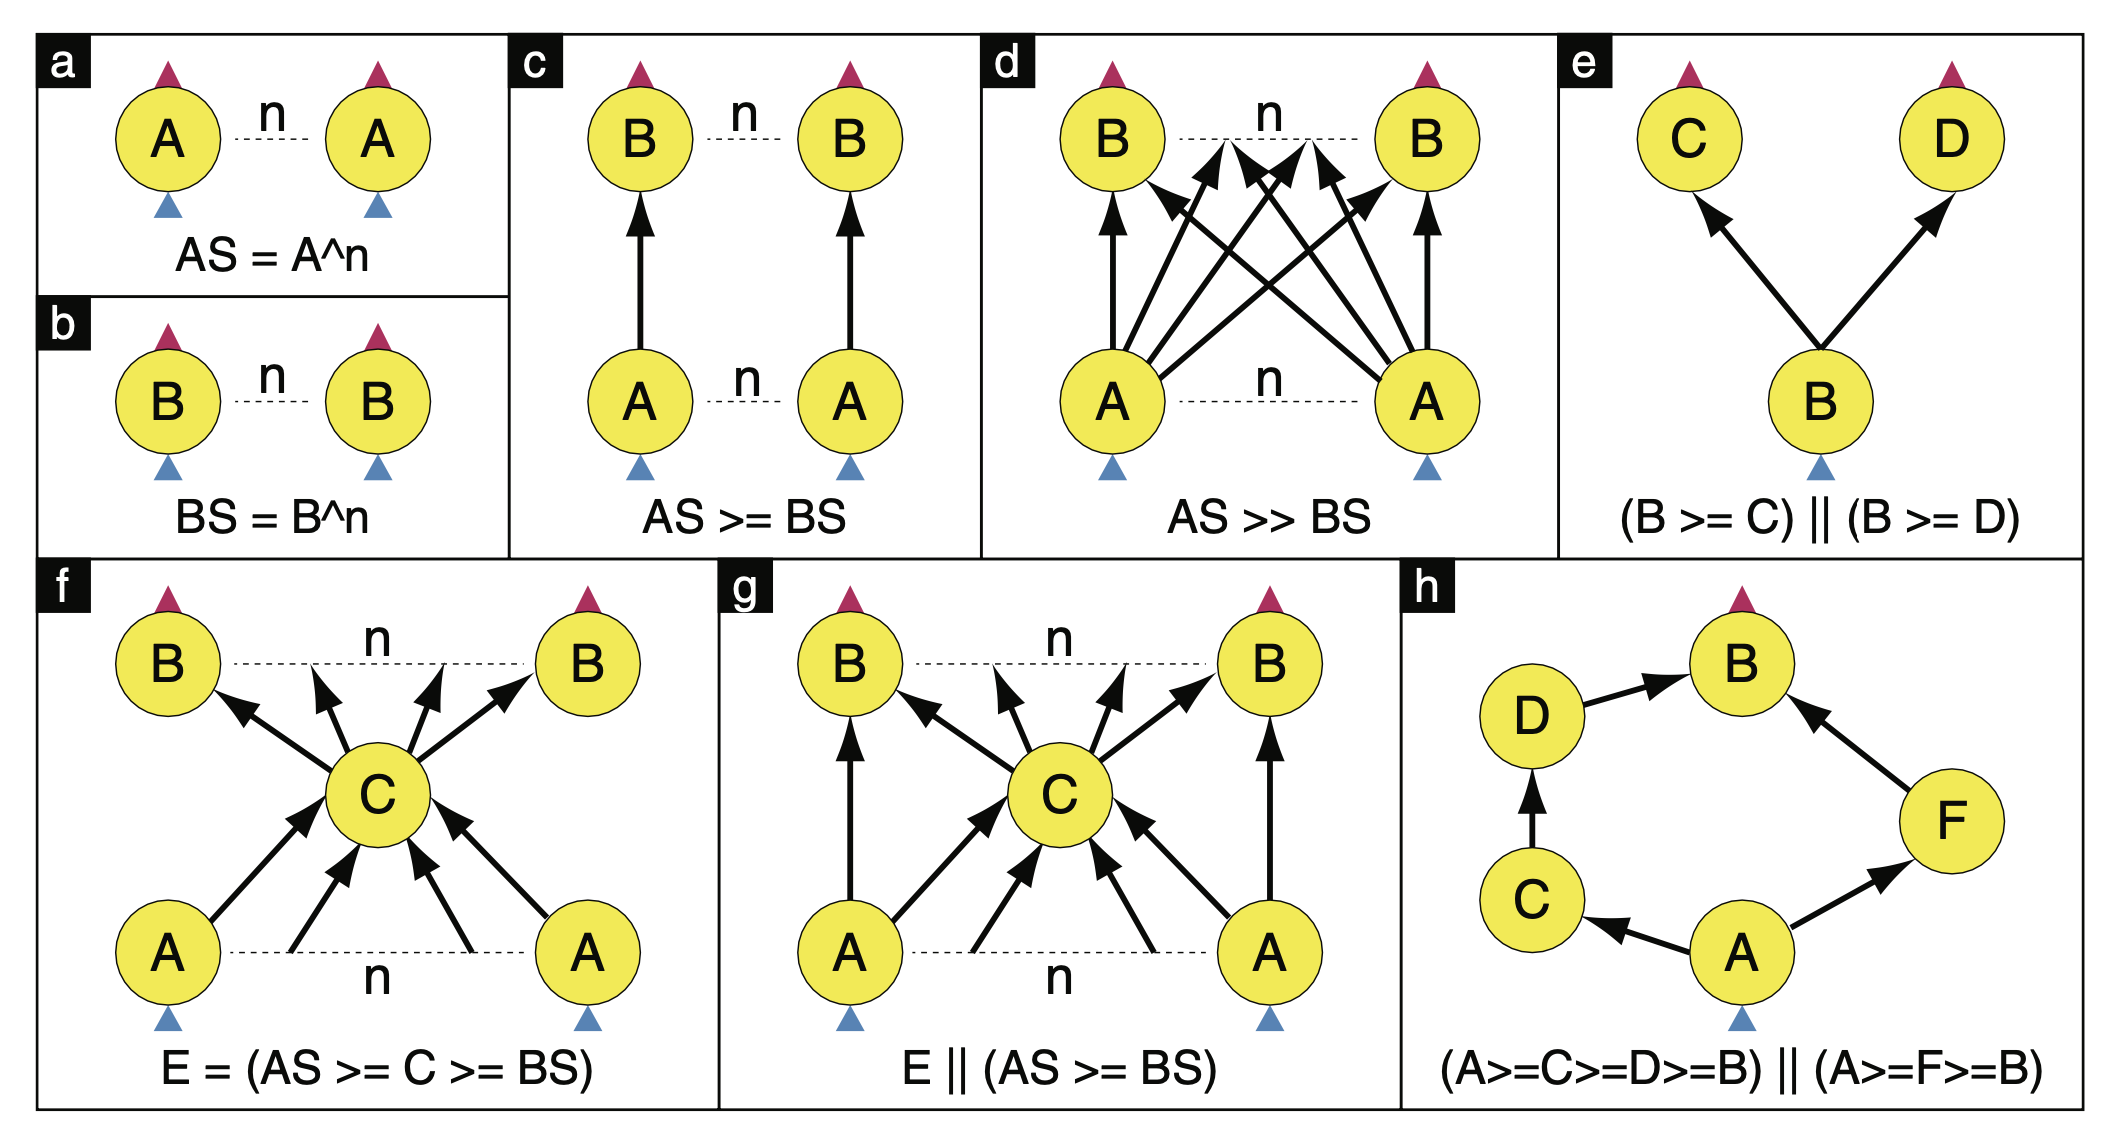 a
A n A
AS = A^n
b
B n B
BS = B^n
c
B n B
A n A
AS >= BS
d
B n B
A n A
AS >> BS
e
C D
B
(B >= C) || (B >= D)
f
B n B
C
A n A
E = (AS >= C >= BS)
g
B n B
C
A n A
E || (AS >= BS)
h
B
D
F
C
A
(A>=C>=D>=B) || (A>=F>=B)